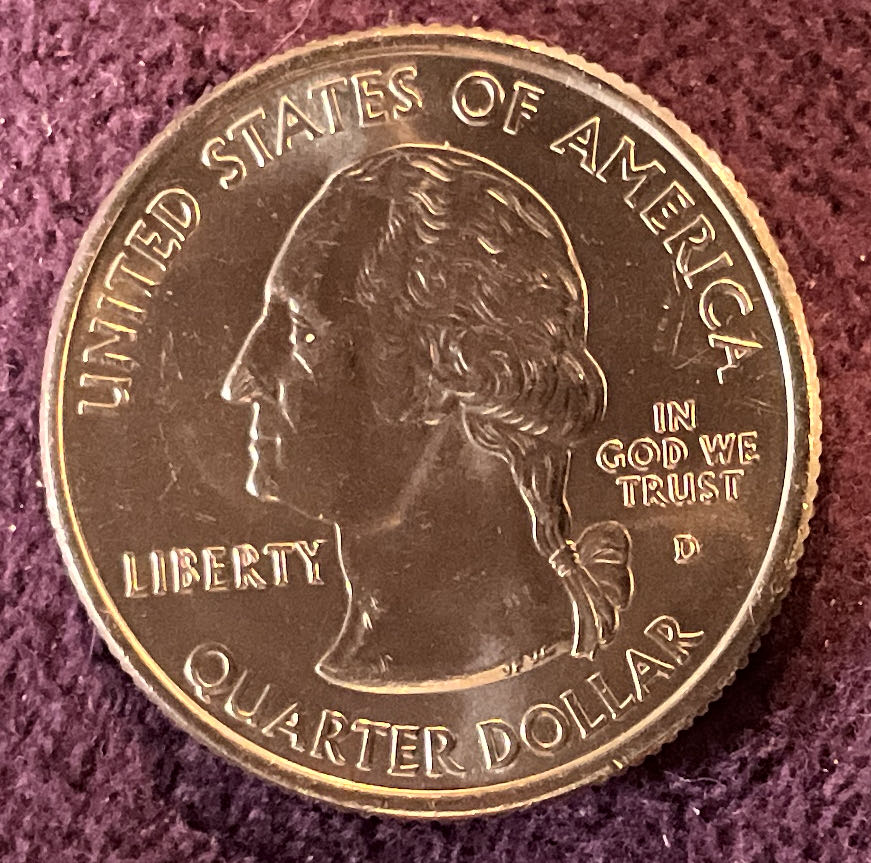 UNITED STATES OF AMERICA
LIBERTY
IN
GOD WE
TRUST
D
QUARTER DOLLAR